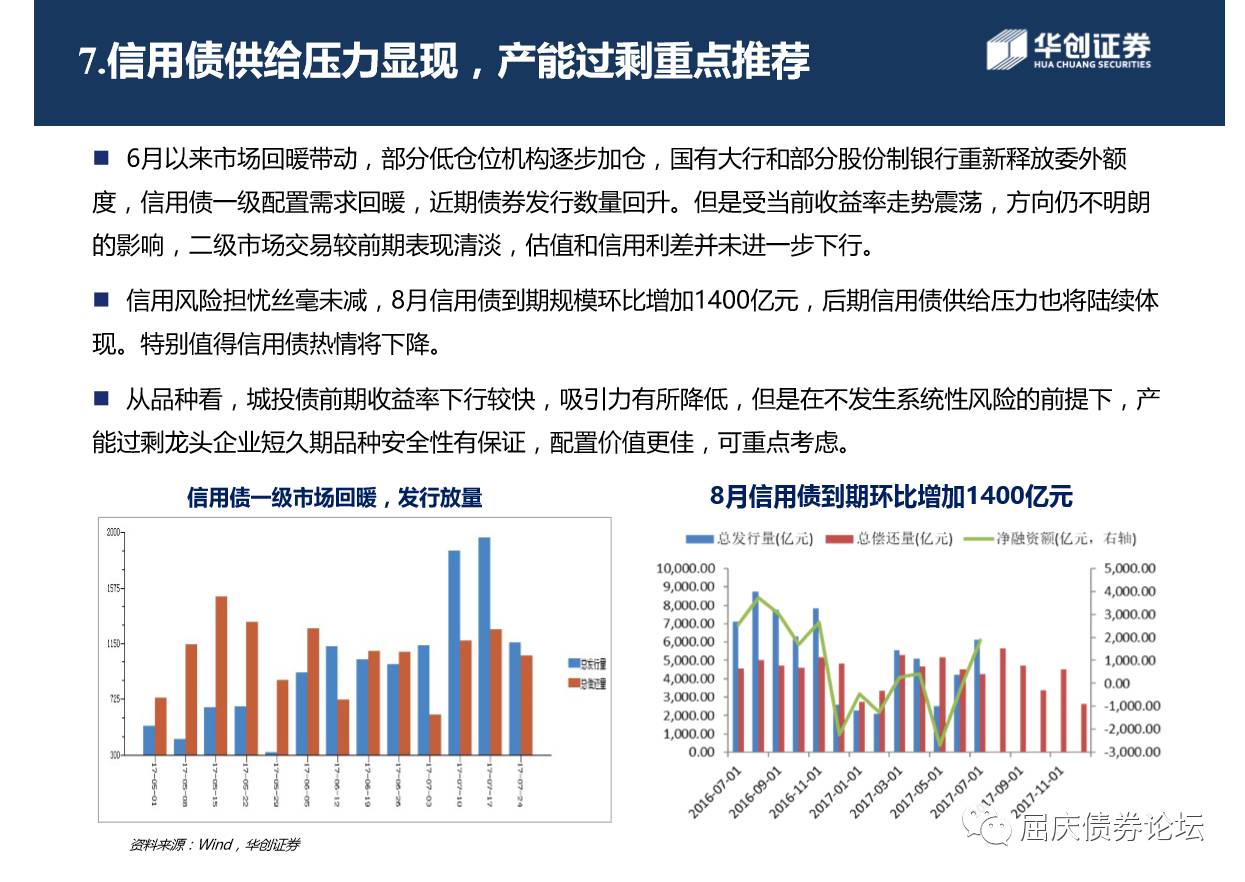 7.信用债供给压力显现，产能过剩重点推荐
华创证券
HUA CHUANG SECURITIES
■ 6月以来市场回暖带动，部分低仓位机构逐步加仓，国有大行和部分股份制银行重新释放委外额
度，信用债一级配置需求回暖，近期债券发行数量回升。但是受当前收益率走势震荡，方向仍不明朗
的影响，二级市场交易较前期表现清淡，估值和信用利差并未进一步下行。
■ 信用风险担忧丝毫未减，8月信用债到期规模环比增加1400亿元，后期信用债供给压力也将陆续体
现。特别值得信用债热情将下降。
■ 从品种看，城投债前期收益率下行较快，吸引力有所降低，但是在不发生系统性风险的前提下，产
能过剩龙头企业短久期品种安全性有保证，配置价值更佳，可重点考虑。
信用债一级市场回暖，发行放量
2000
1575
1150
725
300
17-05-01
17-05-08
17-05-15
17-05-22
17-05-29
17-06-05
17-06-12
17-06-19
17-06-26
17-07-03
17-07-10
17-07-17
17-07-24
总发行量
总偿还量
8月信用债到期环比增加1400亿元
总发行量(亿元) 总偿还量(亿元) 净融资额(亿元，右轴)
10,000.00
9,000.00
8,000.00
7,000.00
6,000.00
5,000.00
4,000.00
3,000.00
2,000.00
1,000.00
0.00
5,000.00
4,000.00
3,000.00
2,000.00
1,000.00
0.00
-1,000.00
-2,000.00
-3,000.00
2016-07-01
2016-09-01
2016-11-01
2017-01-01
2017-03-01
2017-05-01
2017-07-01
17-09-01
2017-11-01
资料来源：Wind，华创证券
屈庆债券论坛